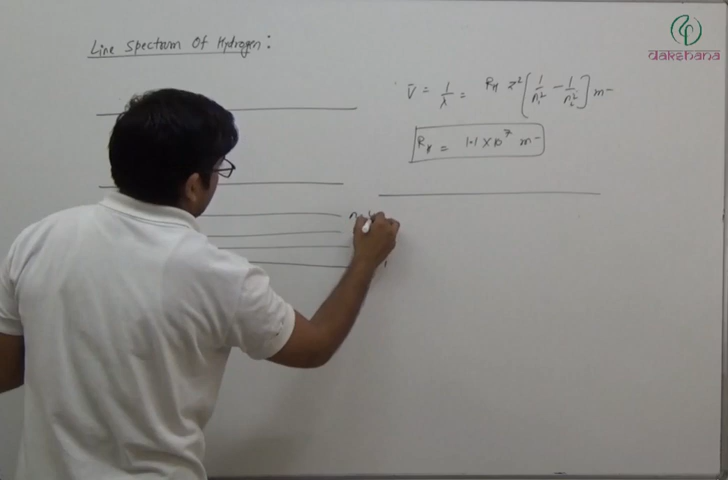 Line Spectrum Of Hydrogen :
dakshana
ν̄ = 1/λ = R_H z² [ 1/n₁² − 1/n₂² ] m⁻
R_H = 1.1 × 10⁷ m⁻